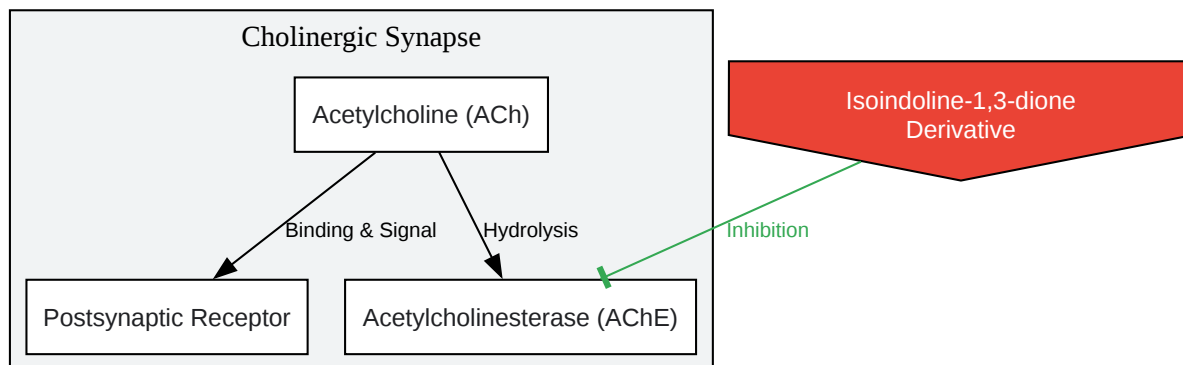 Cholinergic Synapse
Acetylcholine (ACh)
Isoindoline-1,3-dione
Derivative
Binding & Signal
Hydrolysis
Inhibition
Postsynaptic Receptor
Acetylcholinesterase (AChE)